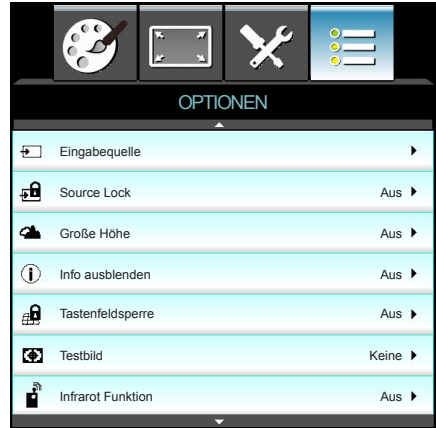 OPTIONEN
Eingabequelle
Source Lock Aus
Große Höhe Aus
Info ausblenden Aus
Tastenfeldsperre Aus
Testbild Keine
Infrarot Funktion Aus